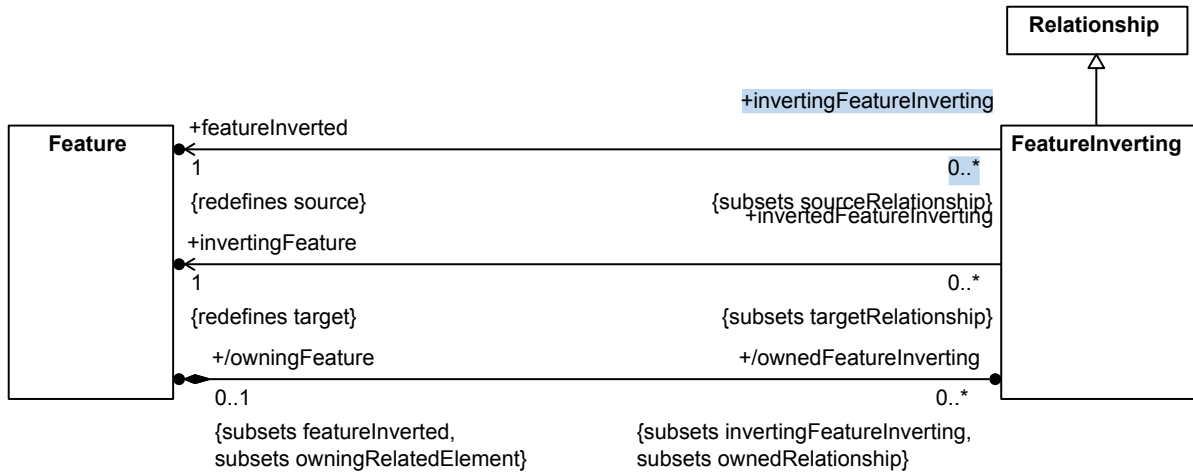 Relationship
+invertingFeatureInverting
+featureInverted
Feature
FeatureInverting
1
0..*
{redefines source}
{subsets sourceRelationship}
+invertedFeatureInverting
+invertingFeature
1
0..*
{redefines target}
{subsets targetRelationship}
+/owningFeature
+/ownedFeatureInverting
0..1
0..*
{subsets featureInverted,
subsets owningRelatedElement}
{subsets invertingFeatureInverting,
subsets ownedRelationship}